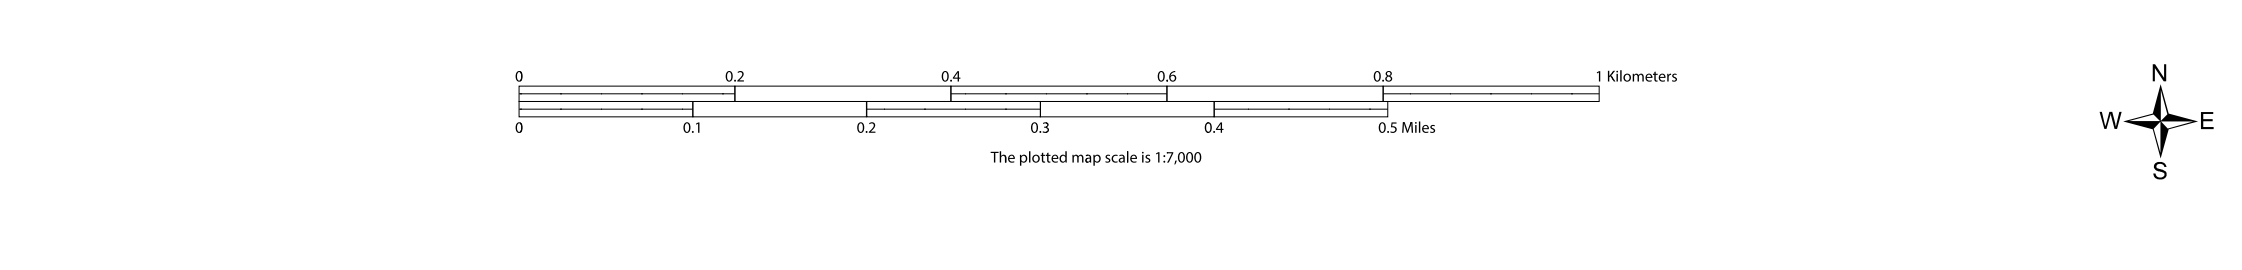 0 0.2 0.4 0.6 0.8 1 Kilometers
0 0.1 0.2 0.3 0.4 0.5 Miles
The plotted map scale is 1:7,000
N
W E
S